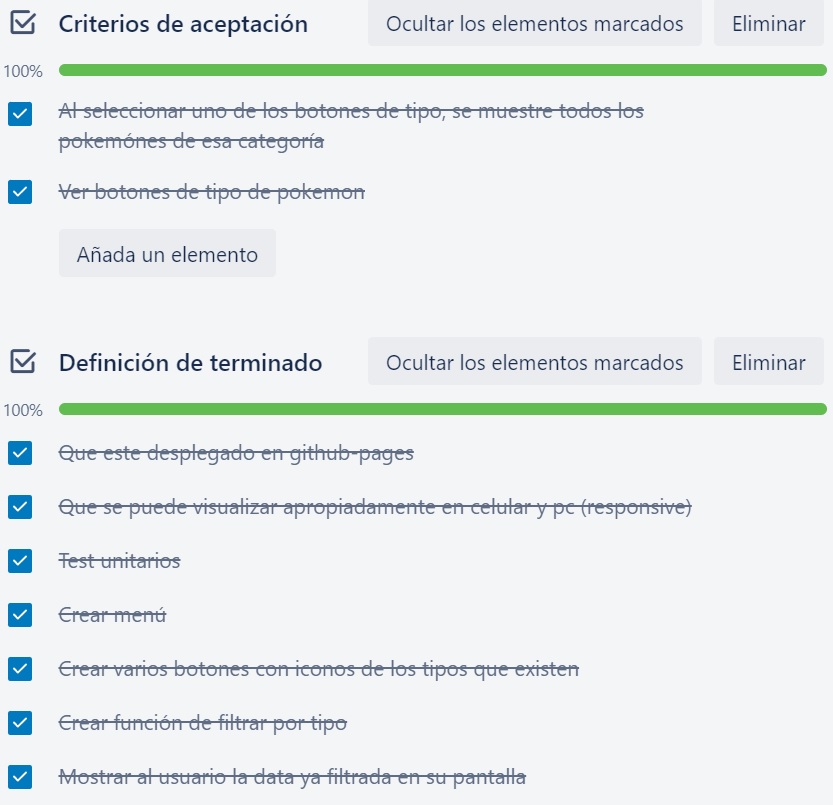 Criterios de aceptación Ocultar los elementos marcados Eliminar
100%
Al seleccionar uno de los botones de tipo, se muestre todos los
pokemónes de esa categoría
Ver botones de tipo de pokemon
Añada un elemento
Definición de terminado Ocultar los elementos marcados Eliminar
100%
Que este desplegado en github-pages
Que se puede visualizar apropiadamente en celular y pc (responsive)
Test unitarios
Crear menú
Crear varios botones con iconos de los tipos que existen
Crear función de filtrar por tipo
Mostrar al usuario la data ya filtrada en su pantalla